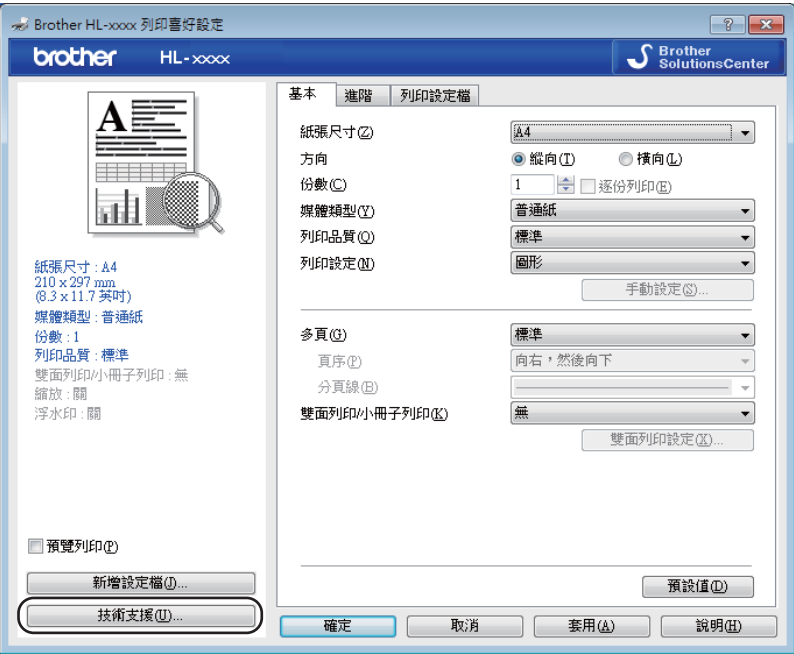 Brother HL-xxxx 列印喜好設定
brother HL-xxxx
Brother
SolutionsCenter
基本 進階 列印設定檔
紙張尺寸(Z) A4
方向 縱向(T) 橫向(L)
份數(C) 1 逐份列印(E)
媒體類型(Y) 普通紙
列印品質(Q) 標準
列印設定(N) 圖形
手動設定(S)...
多頁(G) 標準
頁序(P) 向右，然後向下
分頁線(B)
雙面列印/小冊子列印(K) 無
雙面列印設定(X)...
預設值(D)
A
紙張尺寸 : A4
210 x 297 mm
(8.3 x 11.7 英吋)
媒體類型 : 普通紙
份數 : 1
列印品質 : 標準
雙面列印/小冊子列印 : 無
縮放 : 關
浮水印 : 關
預覽列印(P)
新增設定檔(J)...
技術支援(U)...
確定 取消 套用(A) 說明(H)